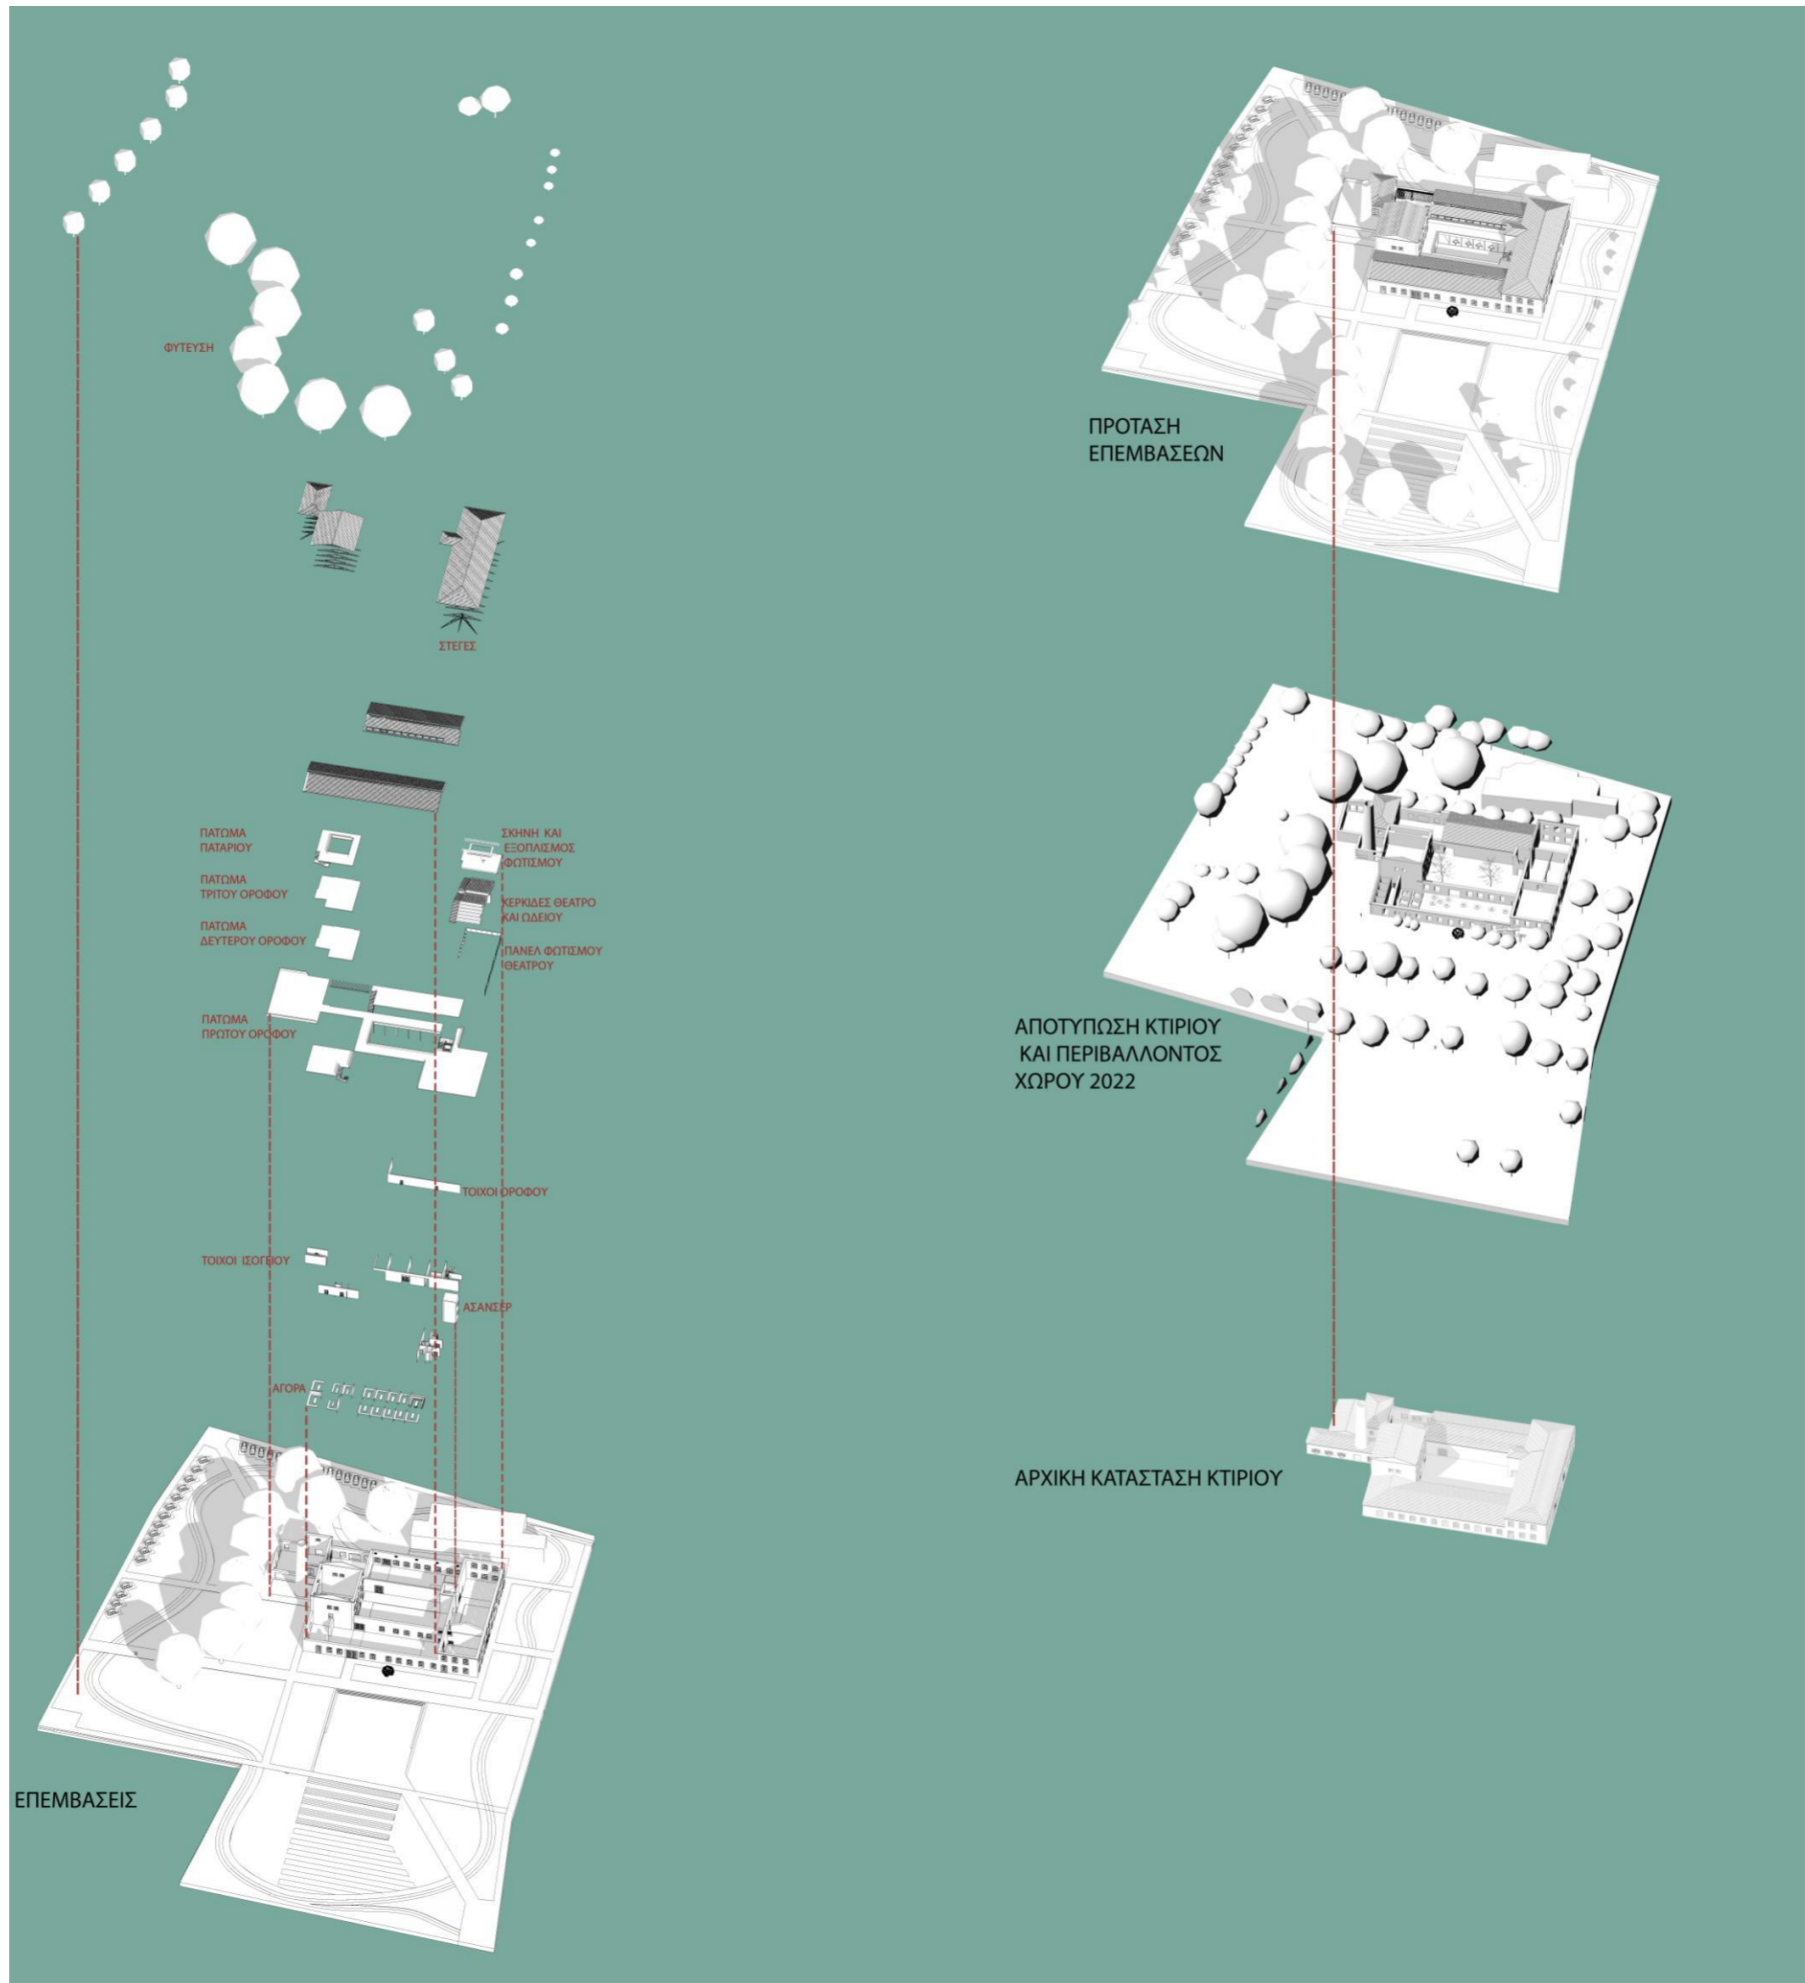 ΦΥΤΕΥΣΗ
ΣΤΕΓΕΣ
ΠΑΤΩΜΑ
ΠΑΤΑΡΙΟΥ
ΣΚΗΝΗ ΚΑΙ
ΕΞΟΠΛΙΣΜΟΣ
ΦΩΤΙΣΜΟΥ
ΠΑΤΩΜΑ
ΤΡΙΤΟΥ ΟΡΟΦΟΥ
ΚΕΡΚΙΔΕΣ ΘΕΑΤΡΟ
ΚΑΙ ΩΔΕΙΟΥ
ΠΑΤΩΜΑ
ΔΕΥΤΕΡΟΥ ΟΡΟΦΟΥ
ΠΑΝΕΛ ΦΩΤΙΣΜΟΥ
ΘΕΑΤΡΟΥ
ΠΑΤΩΜΑ
ΠΡΩΤΟΥ ΟΡΟΦΟΥ
ΤΟΙΧΟΙ ΟΡΟΦΟΥ
ΤΟΙΧΟΙ ΙΣΟΓΕΙΟΥ
ΑΣΑΝΣΕΡ
ΑΓΟΡΑ
ΕΠΕΜΒΑΣΕΙΣ
ΠΡΟΤΑΣΗ
ΕΠΕΜΒΑΣΕΩΝ
ΑΠΟΤΥΠΩΣΗ ΚΤΙΡΙΟΥ
ΚΑΙ ΠΕΡΙΒΑΛΛΟΝΤΟΣ
ΧΩΡΟΥ 2022
ΑΡΧΙΚΗ ΚΑΤΑΣΤΑΣΗ ΚΤΙΡΙΟΥ